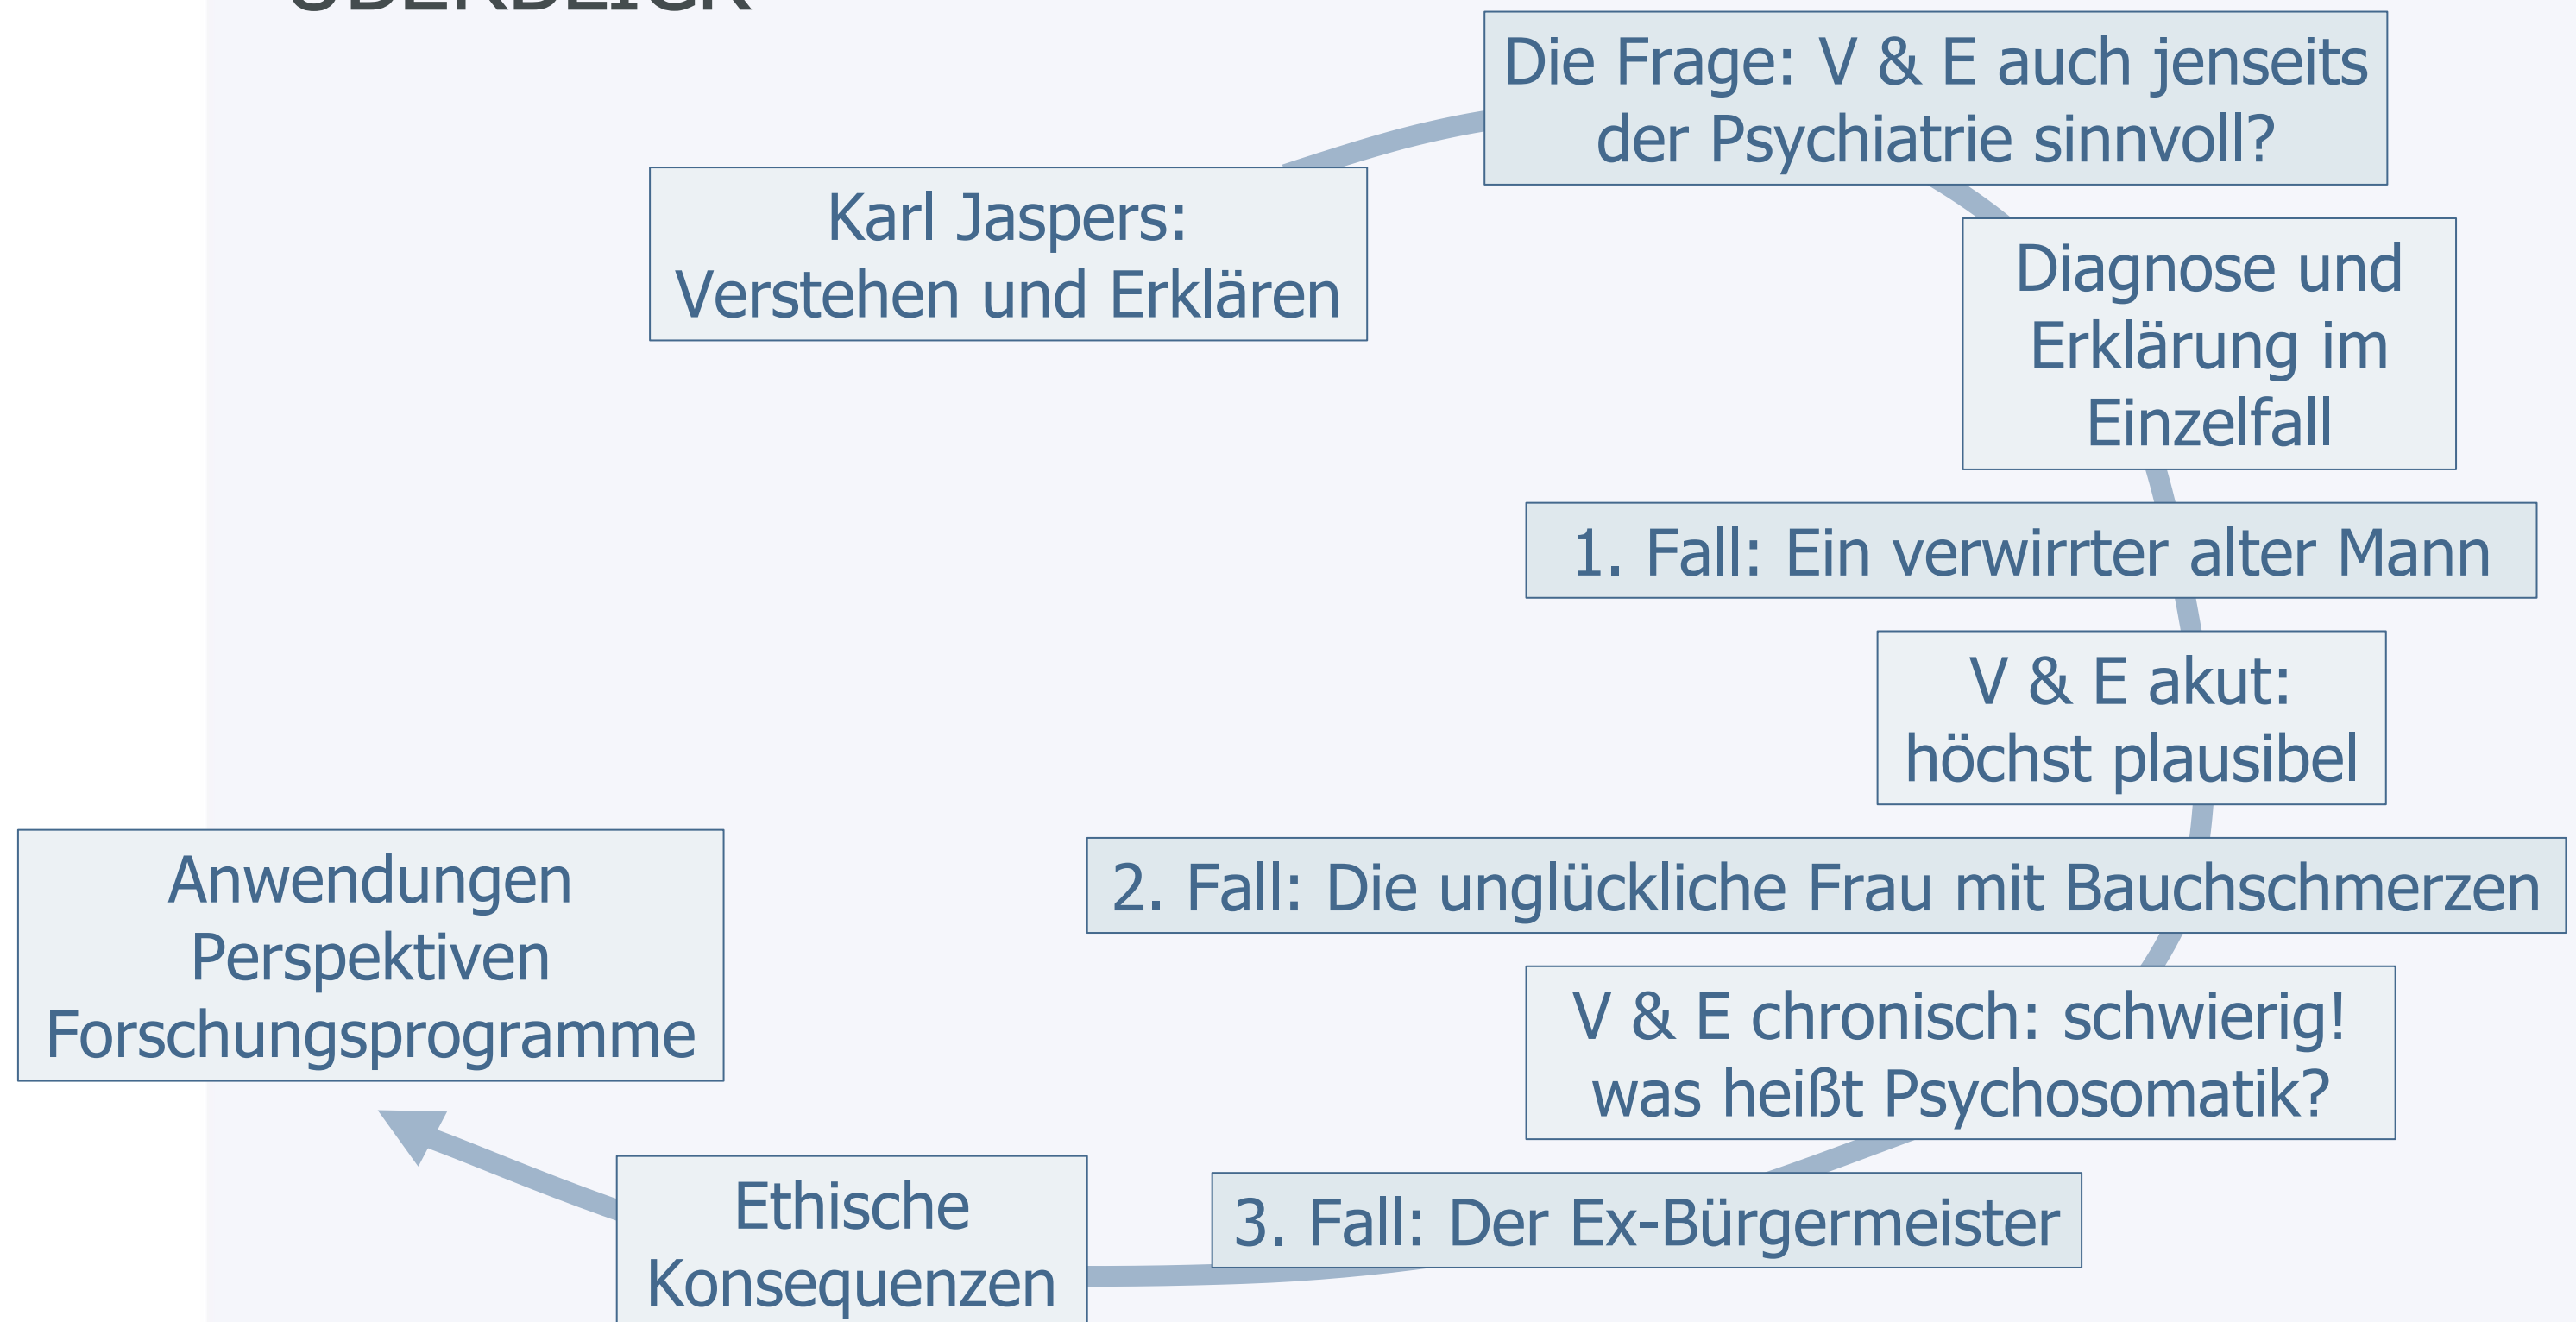 ÜBERBLICK
Die Frage: V & E auch jenseits
der Psychiatrie sinnvoll?
Karl Jaspers:
Verstehen und Erklären
Diagnose und
Erklärung im
Einzelfall
1. Fall: Ein verwirrter alter Mann
V & E akut:
höchst plausibel
2. Fall: Die unglückliche Frau mit Bauchschmerzen
V & E chronisch: schwierig!
was heißt Psychosomatik?
3. Fall: Der Ex-Bürgermeister
Ethische
Konsequenzen
Anwendungen
Perspektiven
Forschungsprogramme